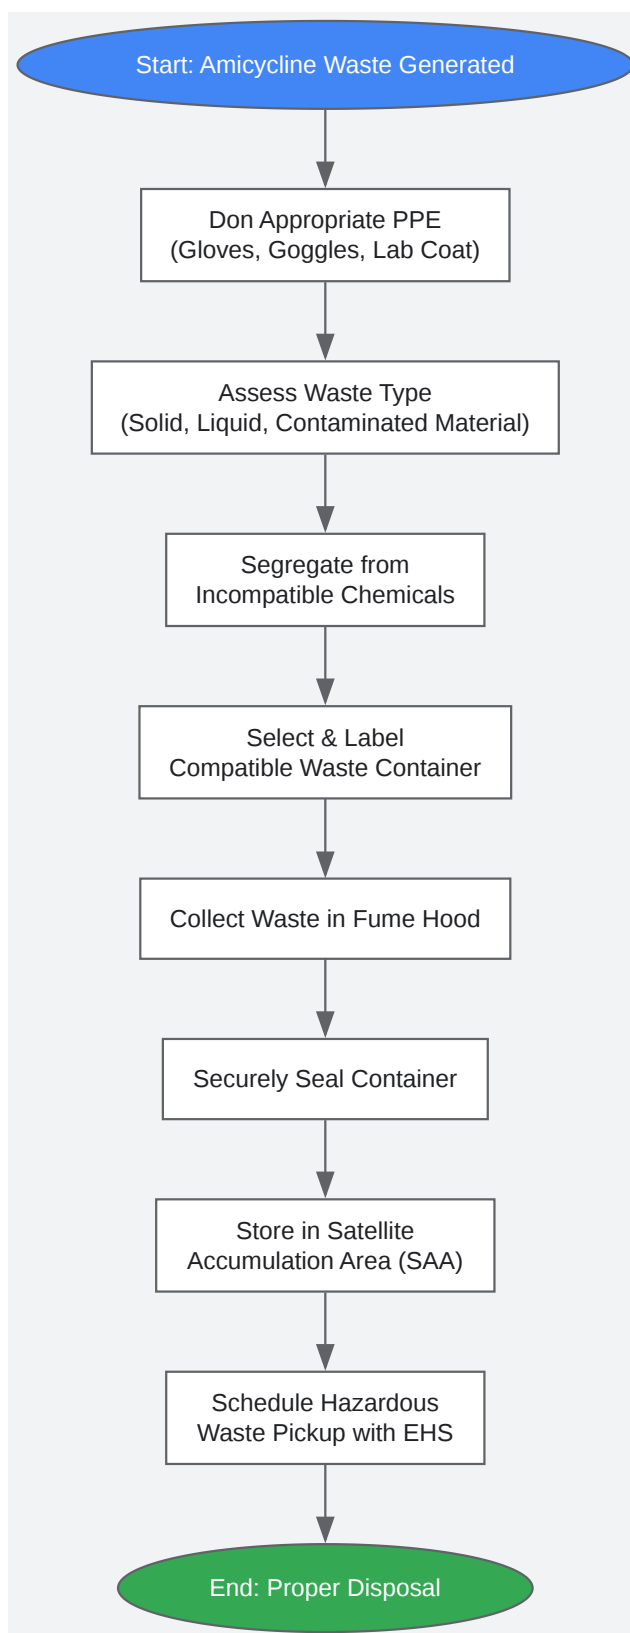 Start: Amicycline Waste Generated
Don Appropriate PPE
(Gloves, Goggles, Lab Coat)
Assess Waste Type
(Solid, Liquid, Contaminated Material)
Segregate from
Incompatible Chemicals
Select & Label
Compatible Waste Container
Collect Waste in Fume Hood
Securely Seal Container
Store in Satellite
Accumulation Area (SAA)
Schedule Hazardous
Waste Pickup with EHS
End: Proper Disposal